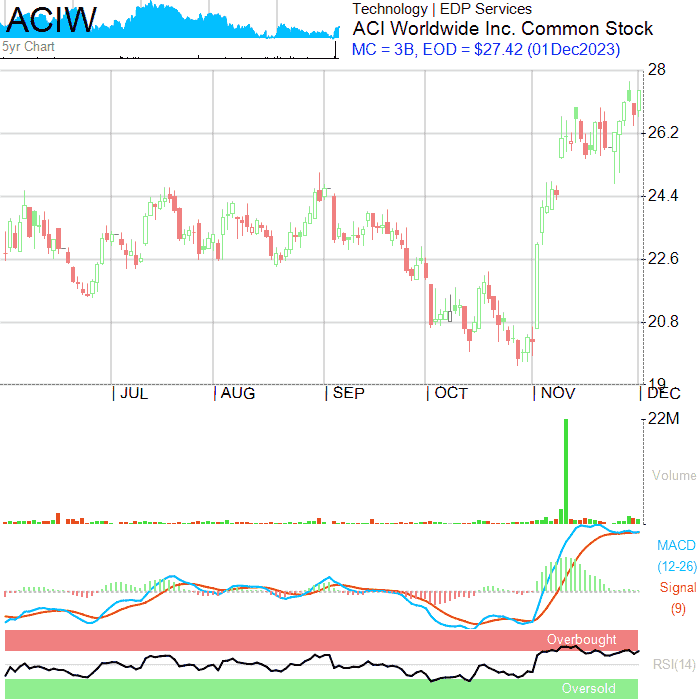 ACIW
5yr Chart
Technology | EDP Services
ACI Worldwide Inc. Common Stock
MC = 3B, EOD = $27.42 (01Dec2023)
28
26.2
24.4
22.6
20.8
19
JUL AUG SEP OCT NOV DEC
22M
Volume
MACD
(12-26)
Signal
(9)
Overbought
RSI(14)
Oversold